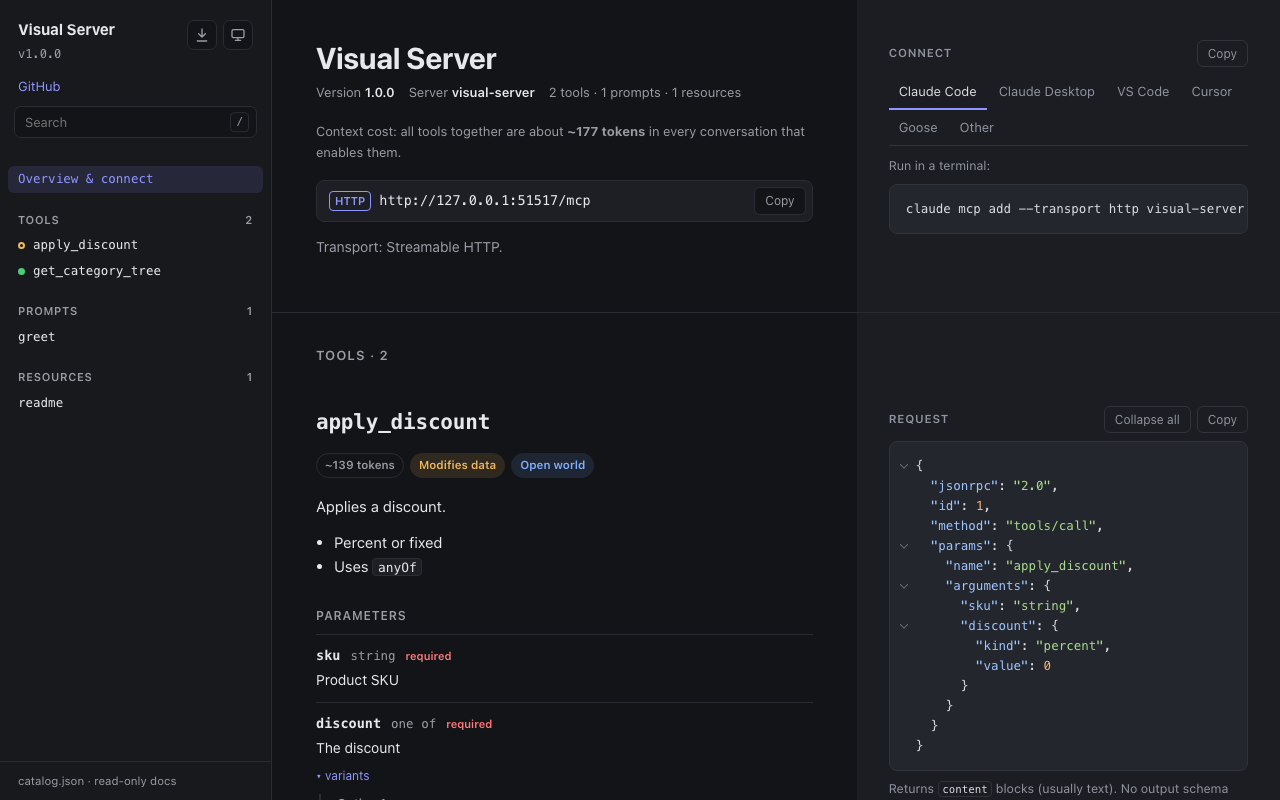 Visual Server
v1.0.0
GitHub
Search /
Overview & connect
TOOLS 2
apply_discount
get_category_tree
PROMPTS 1
greet
RESOURCES 1
readme
catalog.json · read-only docs
Visual Server
Version 1.0.0 Server visual-server 2 tools · 1 prompts · 1 resources
Context cost: all tools together are about ~177 tokens in every conversation that
enables them.
HTTP http://127.0.0.1:51517/mcp Copy
Transport: Streamable HTTP.
CONNECT Copy
Claude Code Claude Desktop VS Code Cursor
Goose Other
Run in a terminal:
claude mcp add --transport http visual-server
TOOLS · 2
apply_discount
~139 tokens Modifies data Open world
Applies a discount.
• Percent or fixed
• Uses anyOf
PARAMETERS
sku string required
Product SKU
discount one of required
The discount
▾ variants
REQUEST Collapse all Copy
{
"jsonrpc": "2.0",
"id": 1,
"method": "tools/call",
"params": {
"name": "apply_discount",
"arguments": {
"sku": "string",
"discount": {
"kind": "percent",
"value": 0
}
}
}
}
Returns content blocks (usually text). No output schema